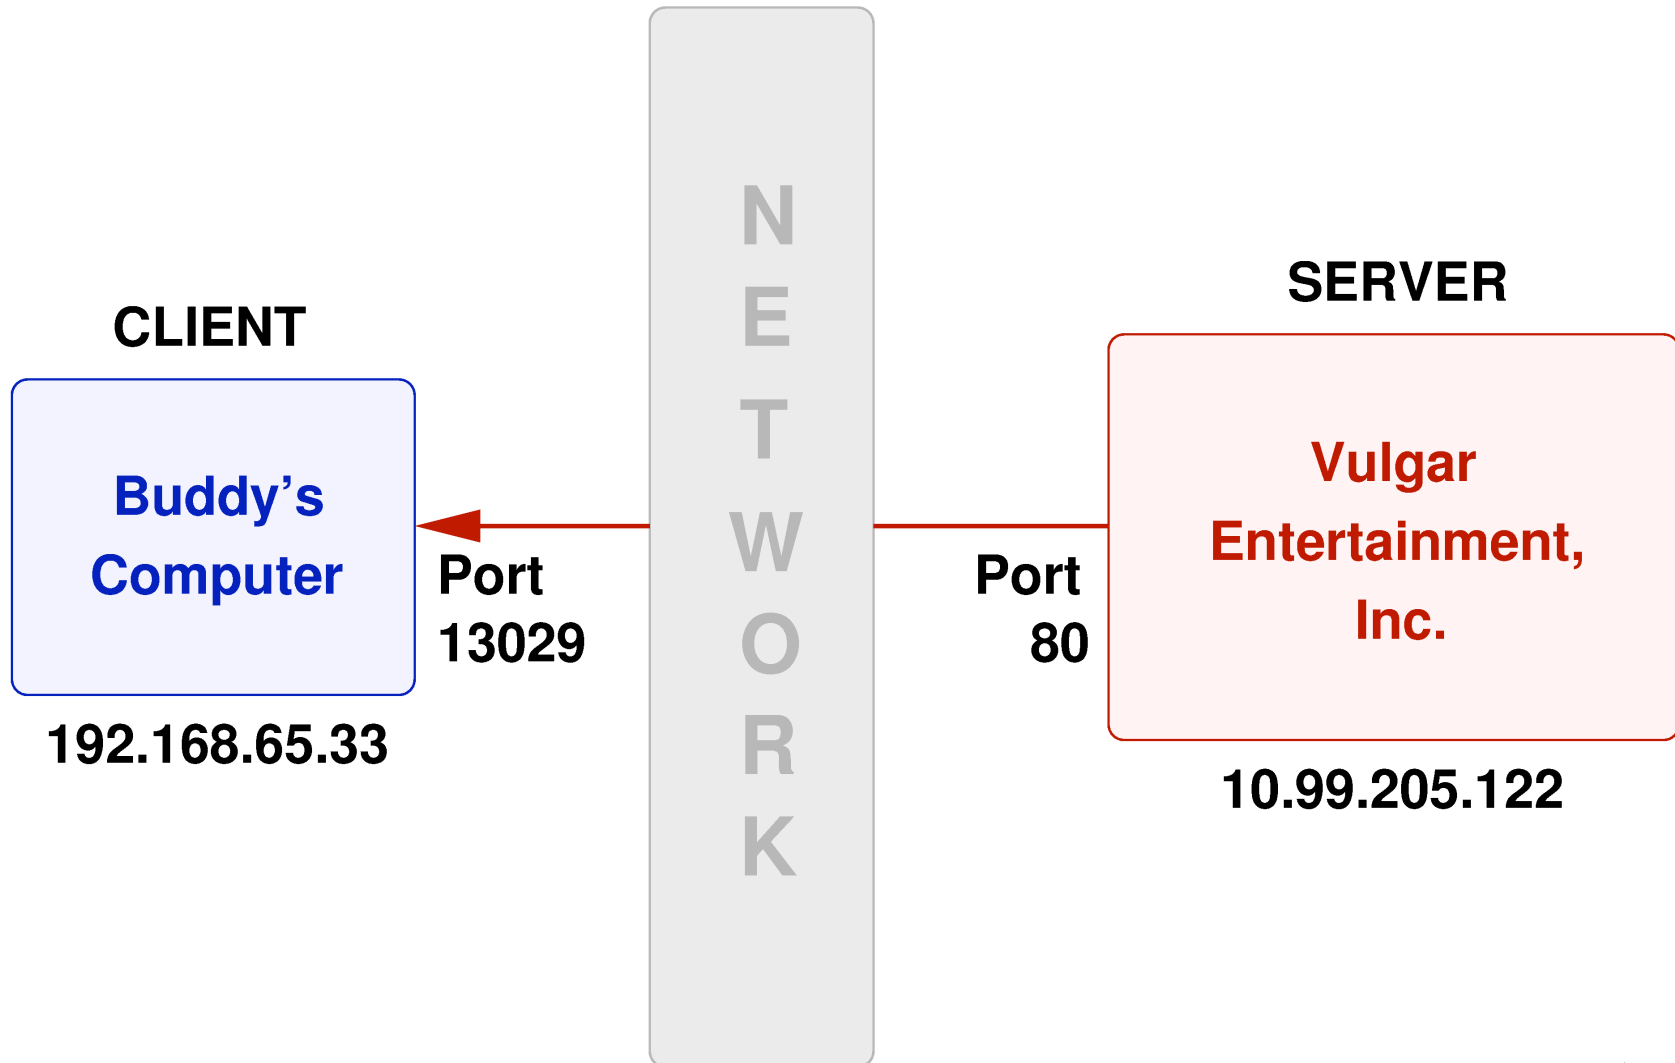 CLIENT
Buddy's
Computer
192.168.65.33
Port
13029
N
E
T
W
O
R
K
Port
80
SERVER
Vulgar
Entertainment,
Inc.
10.99.205.122